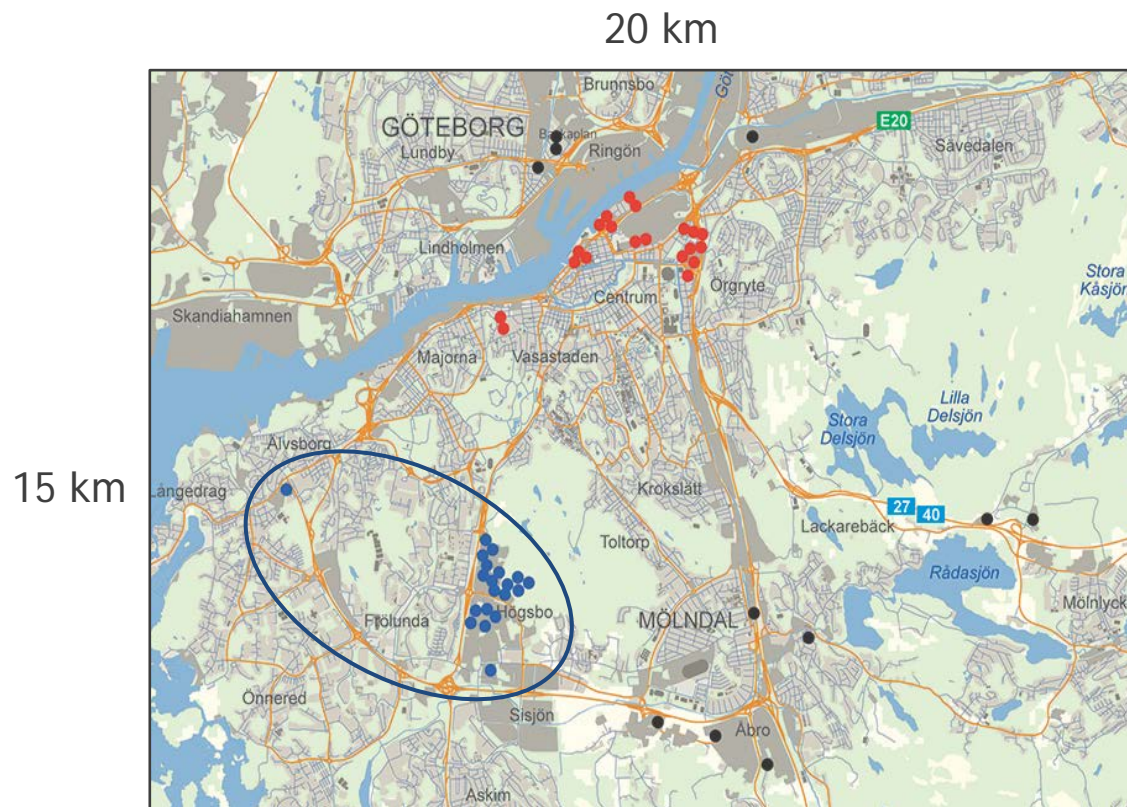 20 km
15 km
Brunnsbo
E20
GÖTEBORG
Backaplan
Lundby
Ringön
Sävedalen
Lindholmen
Stora
Kåsjön
Centrum
Örgryte
Skandiahamnen
Majorna
Vasastaden
Lilla
Delsjön
Stora
Delsjön
Älvsborg
Långedrag
Krokslätt
27
40
Lackarebäck
Toltorp
Rådasjön
Högsbo
Frölunda
MÖLNDAL
Mölnlyck
Önnered
Sisjön
Åbro
Askim